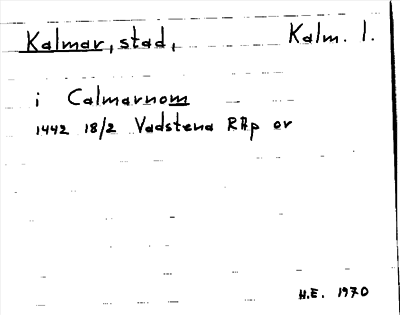 Kalmar, stad, Kalm. l.
i Calmarnom
1442 18/2 Vadstena RAp or
H.E. 1970